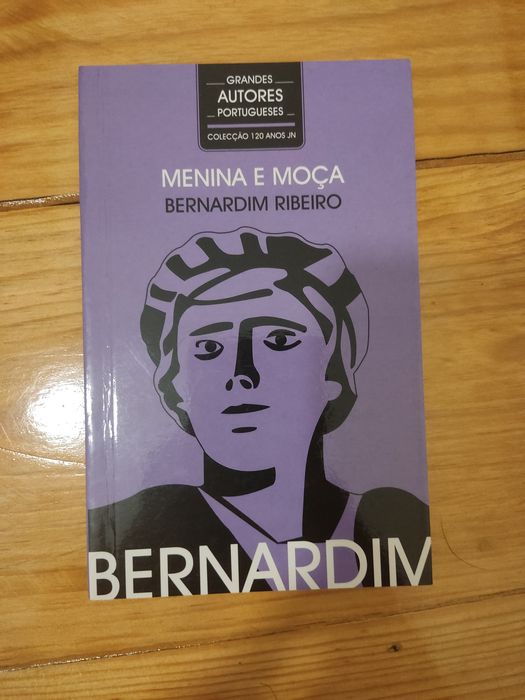 GRANDES
AUTORES
PORTUGUESES
COLECÇÃO 120 ANOS JN
MENINA E MOÇA
BERNARDIM RIBEIRO
BERNARDIM